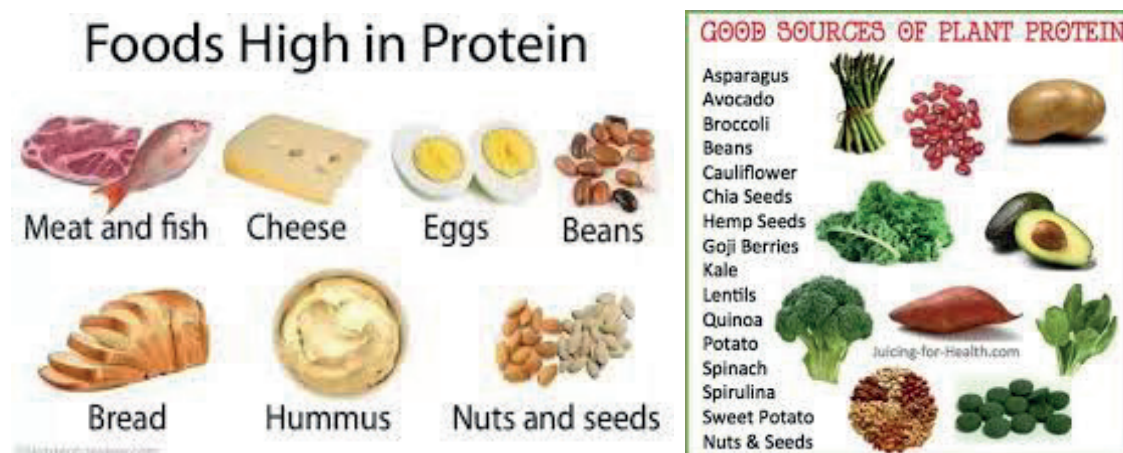 Foods High in Protein
Meat and fish
Cheese
Eggs
Beans
Bread
Hummus
Nuts and seeds
GOOD SOURCES OF PLANT PROTEIN
Asparagus
Avocado
Broccoli
Beans
Cauliflower
Chia Seeds
Hemp Seeds
Goji Berries
Kale
Lentils
Quinoa
Potato
Spinach
Spirulina
Sweet Potato
Nuts & Seeds
Juicing-for-Health.com